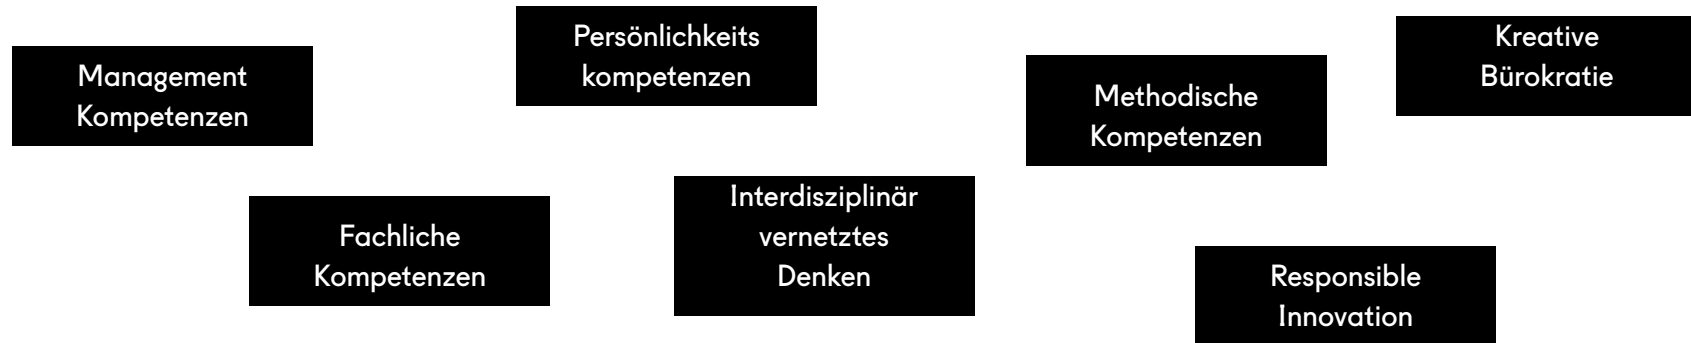 Management
Kompetenzen
Persönlichkeits
kompetenzen
Methodische
Kompetenzen
Kreative
Bürokratie
Fachliche
Kompetenzen
Interdisziplinär
vernetztes
Denken
Responsible
Innovation